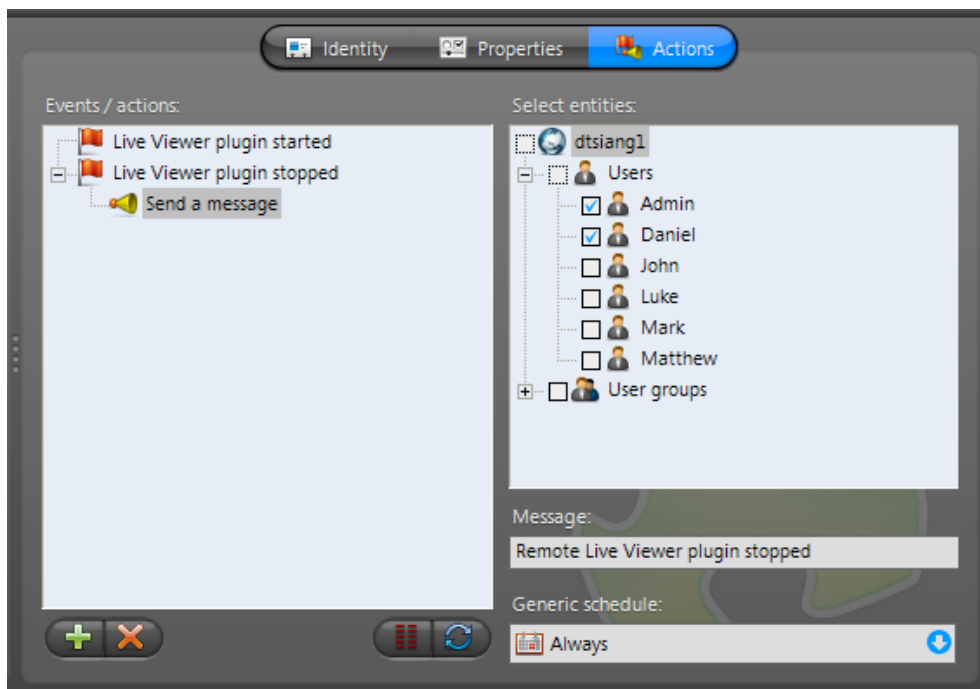 Identity Properties Actions
Events / actions:
Live Viewer plugin started
Live Viewer plugin stopped
Send a message
Select entities:
dtsiang1
Users
Admin
Daniel
John
Luke
Mark
Matthew
User groups
Message:
Remote Live Viewer plugin stopped
Generic schedule:
Always